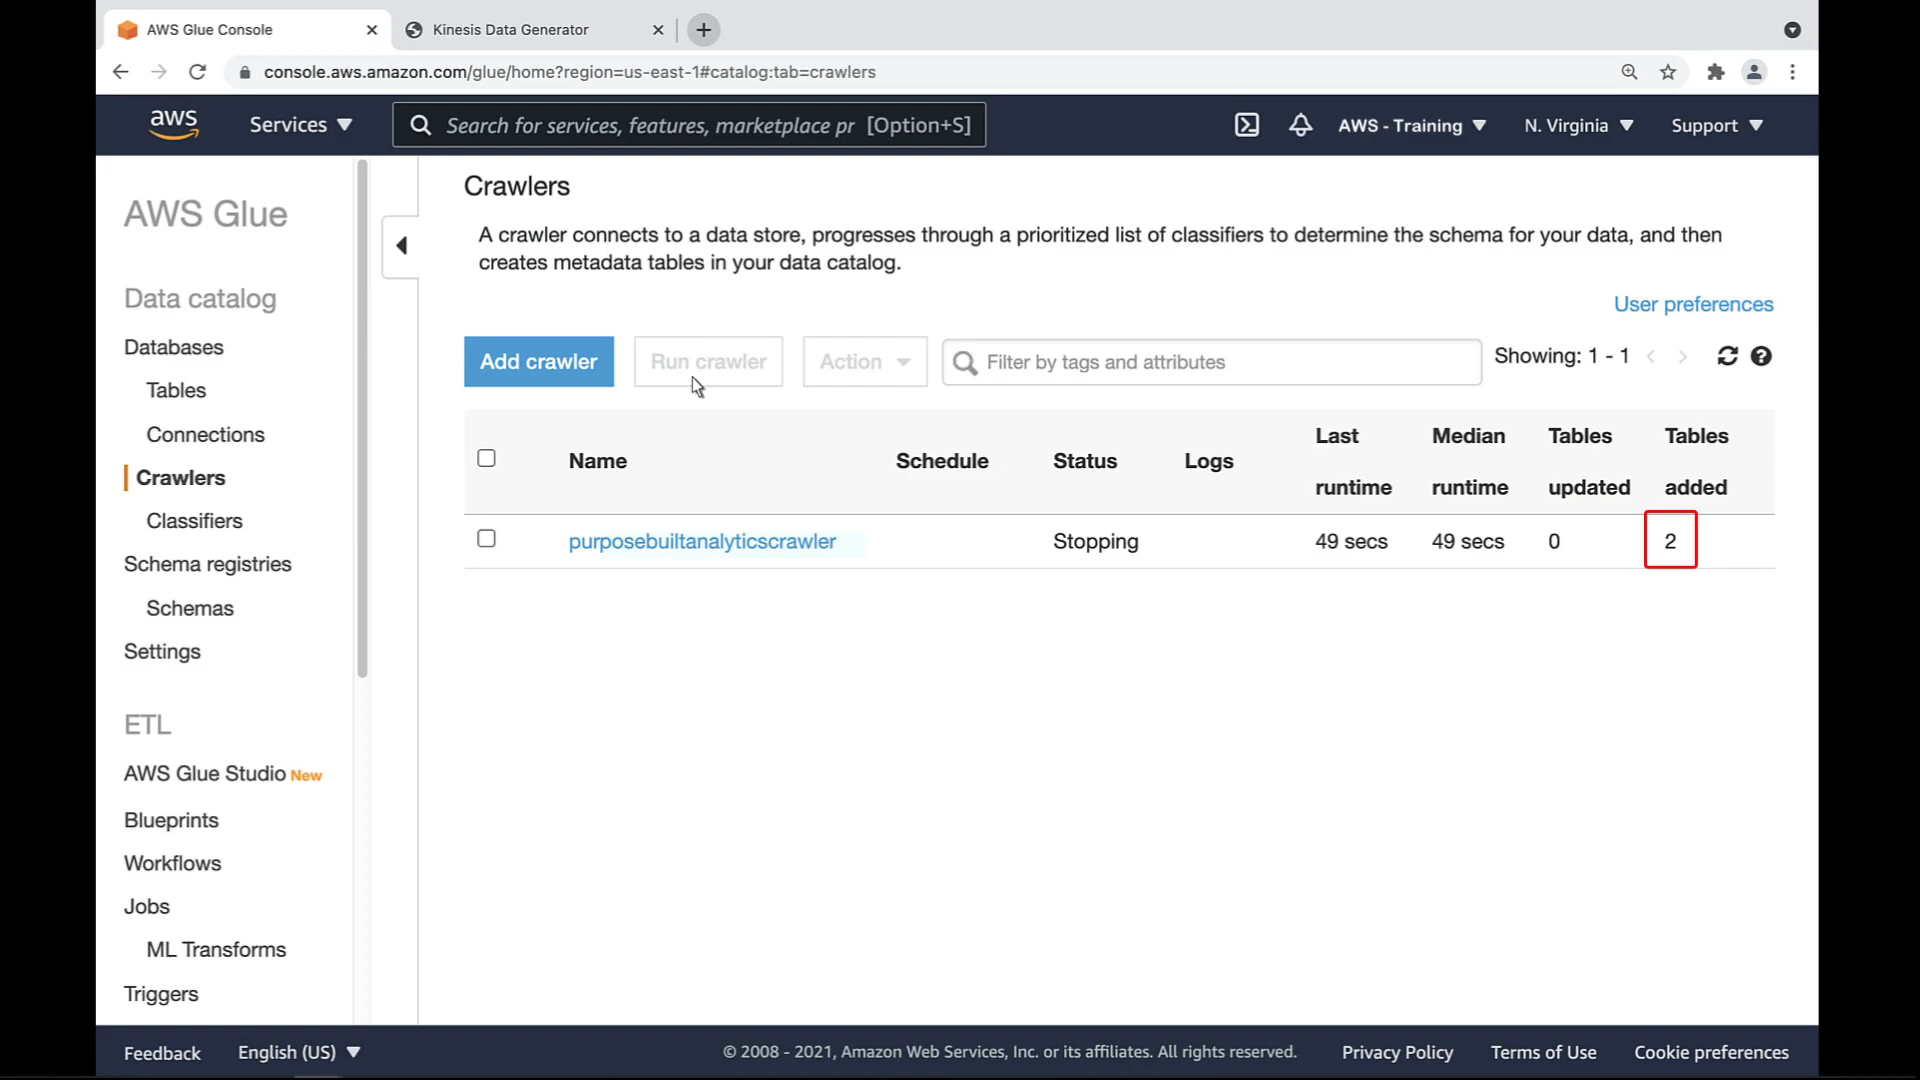 AWS Glue Console
Kinesis Data Generator
console.aws.amazon.com/glue/home?region=us-east-1#catalog:tab=crawlers
aws
Services
Search for services, features, marketplace pr [Option+S]
AWS - Training
N. Virginia
Support
AWS Glue
Data catalog
Databases
Tables
Connections
Crawlers
Classifiers
Schema registries
Schemas
Settings
ETL
AWS Glue Studio New
Blueprints
Workflows
Jobs
ML Transforms
Triggers
Crawlers
A crawler connects to a data store, progresses through a prioritized list of classifiers to determine the schema for your data, and then
creates metadata tables in your data catalog.
User preferences
Add crawler
Run crawler
Action
Filter by tags and attributes
Showing: 1 - 1
Name
Schedule
Status
Logs
Last runtime
Median runtime
Tables updated
Tables added
purposebuiltanalyticscrawler
Stopping
49 secs
49 secs
0
2
Feedback
English (US)
© 2008 - 2021, Amazon Web Services, Inc. or its affiliates. All rights reserved.
Privacy Policy
Terms of Use
Cookie preferences